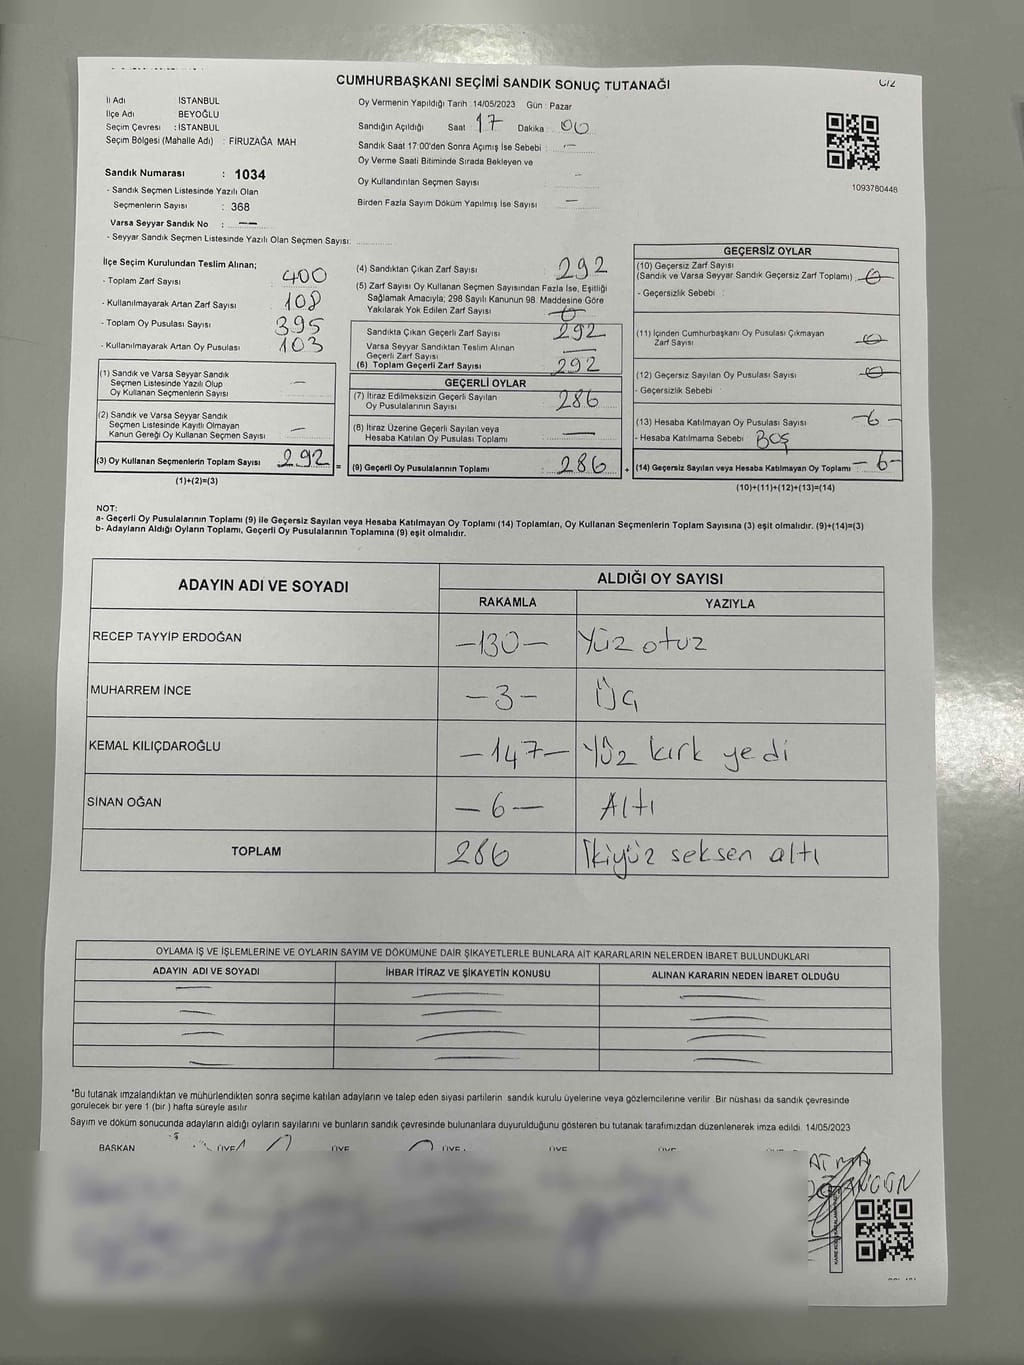 CUMHURBAŞKANI SEÇİMİ SANDIK SONUÇ TUTANAĞI
İl Adı İSTANBUL
İlçe Adı BEYOĞLU
Seçim Çevresi : İSTANBUL
Seçim Bölgesi (Mahalle Adı) : FİRUZAĞA MAH
Sandık Numarası : 1034
- Sandık Seçmen Listesinde Yazılı Olan
Seçmenlerin Sayısı : 368
Varsa Seyyar Sandık No : —
- Seyyar Sandık Seçmen Listesinde Yazılı Olan Seçmen Sayısı:
Oy Vermenin Yapıldığı Tarih 14/05/2023 Gün : Pazar
Sandığın Açıldığı Saat 17 Dakika 00
Sandık Saat 17 00'den Sonra Açımış İse Sebebi : —
Oy Verme Saati Bitiminde Sırada Bekleyen ve
Oy Kullandırılan Seçmen Sayısı —
Birden Fazla Sayım Döküm Yapılmış İse Sayısı —
1093780448
İlçe Seçim Kurulundan Teslim Alınan;
- Toplam Zarf Sayısı 400
- Kullanılmayarak Artan Zarf Sayısı 108
- Toplam Oy Pusulası Sayısı 395
- Kullanılmayarak Artan Oy Pusulası 103
(1) Sandık ve Varsa Seyyar Sandık
Seçmen Listesinde Yazılı Olup
Oy Kullanan Seçmenlerin Sayısı —
(2) Sandık ve Varsa Seyyar Sandık
Seçmen Listesinde Kayıtlı Olmayan
Kanun Gereği Oy Kullanan Seçmen Sayısı —
(3) Oy Kullanan Seçmenlerin Toplam Sayısı 292 =
(1)+(2)=(3)
(4) Sandıktan Çıkan Zarf Sayısı 292
(5) Zarf Sayısı Oy Kullanan Seçmen Sayısından Fazla İse, Eşitliği
Sağlamak Amacıyla; 298 Sayılı Kanunun 98 Maddesine Göre
Yakılarak Yok Edilen Zarf Sayısı 0
Sandıkta Çıkan Geçerli Zarf Sayısı 292
Varsa Seyyar Sandıktan Teslim Alınan
Geçerli Zarf Sayısı —
(6) Toplam Geçerli Zarf Sayısı 292
GEÇERLİ OYLAR
(7) İtiraz Edilmeksizin Geçerli Sayılan
Oy Pusulalarının Sayısı 286
(8) İtiraz Üzerine Geçerli Sayılan veya
Hesaba Katılan Oy Pusulası Toplamı —
(9) Geçerli Oy Pusulalarının Toplamı : 286 +
GEÇERSİZ OYLAR
(10) Geçersiz Zarf Sayısı
(Sandık ve Varsa Seyyar Sandık Geçersiz Zarf Toplamı) 0
- Geçersizlik Sebebi :
(11) İçinden Cumhurbaşkanı Oy Pusulası Çıkmayan
Zarf Sayısı 0
(12) Geçersiz Sayılan Oy Pusulası Sayısı 0
- Geçersizlik Sebebi
(13) Hesaba Katılmayan Oy Pusulası Sayısı -6-
- Hesaba Katılmama Sebebi : BOŞ
(14) Geçersiz Sayılan veya Hesaba Katılmayan Oy Toplamı -6-
(10)+(11)+(12)+(13)=(14)
NOT:
a- Geçerli Oy Pusulalarının Toplamı (9) ile Geçersiz Sayılan veya Hesaba Katılmayan Oy Toplamı (14) Toplamları, Oy Kullanan Seçmenlerin Toplam Sayısına (3) eşit olmalıdır. (9)+(14)=(3)
b- Adayların Aldığı Oyların Toplamı, Geçerli Oy Pusulalarının Toplamına (9) eşit olmalıdır.
ADAYIN ADI VE SOYADI ALDIĞI OY SAYISI
RAKAMLA YAZIYLA
RECEP TAYYİP ERDOĞAN -130- Yüz otuz
MUHARREM İNCE -3- Üç
KEMAL KILIÇDAROĞLU -147- Yüz kırk yedi
SİNAN OĞAN -6- Altı
TOPLAM 286 İkiyüz seksen altı
OYLAMA İŞ VE İŞLEMLERİNE VE OYLARIN SAYIM VE DÖKÜMÜNE DAİR ŞİKAYETLERLE BUNLARA AİT KARARLARIN NELERDEN İBARET BULUNDUKLARI
ADAYIN ADI VE SOYADI İHBAR İTİRAZ VE ŞİKAYETİN KONUSU ALINAN KARARIN NEDEN İBARET OLDUĞU
*Bu tutanak imzalandıktan ve mühürlendikten sonra seçime katılan adayların ve talep eden siyasi partilerin sandık kurulu üyelerine veya gözlemcilerine verilir. Bir nüshası da sandık çevresinde
görülecek bir yere 1 (bir ) hafta süreyle asılır
Sayım ve döküm sonucunda adayların aldığı oyların sayılarını ve bunların sandık çevresinde bulunanlara duyurulduğunu gösteren bu tutanak tarafımızdan düzenlenerek imza edildi. 14/05/2023
BAŞKAN ÜYE ÜYE ÜYE ÜYE ÜYE